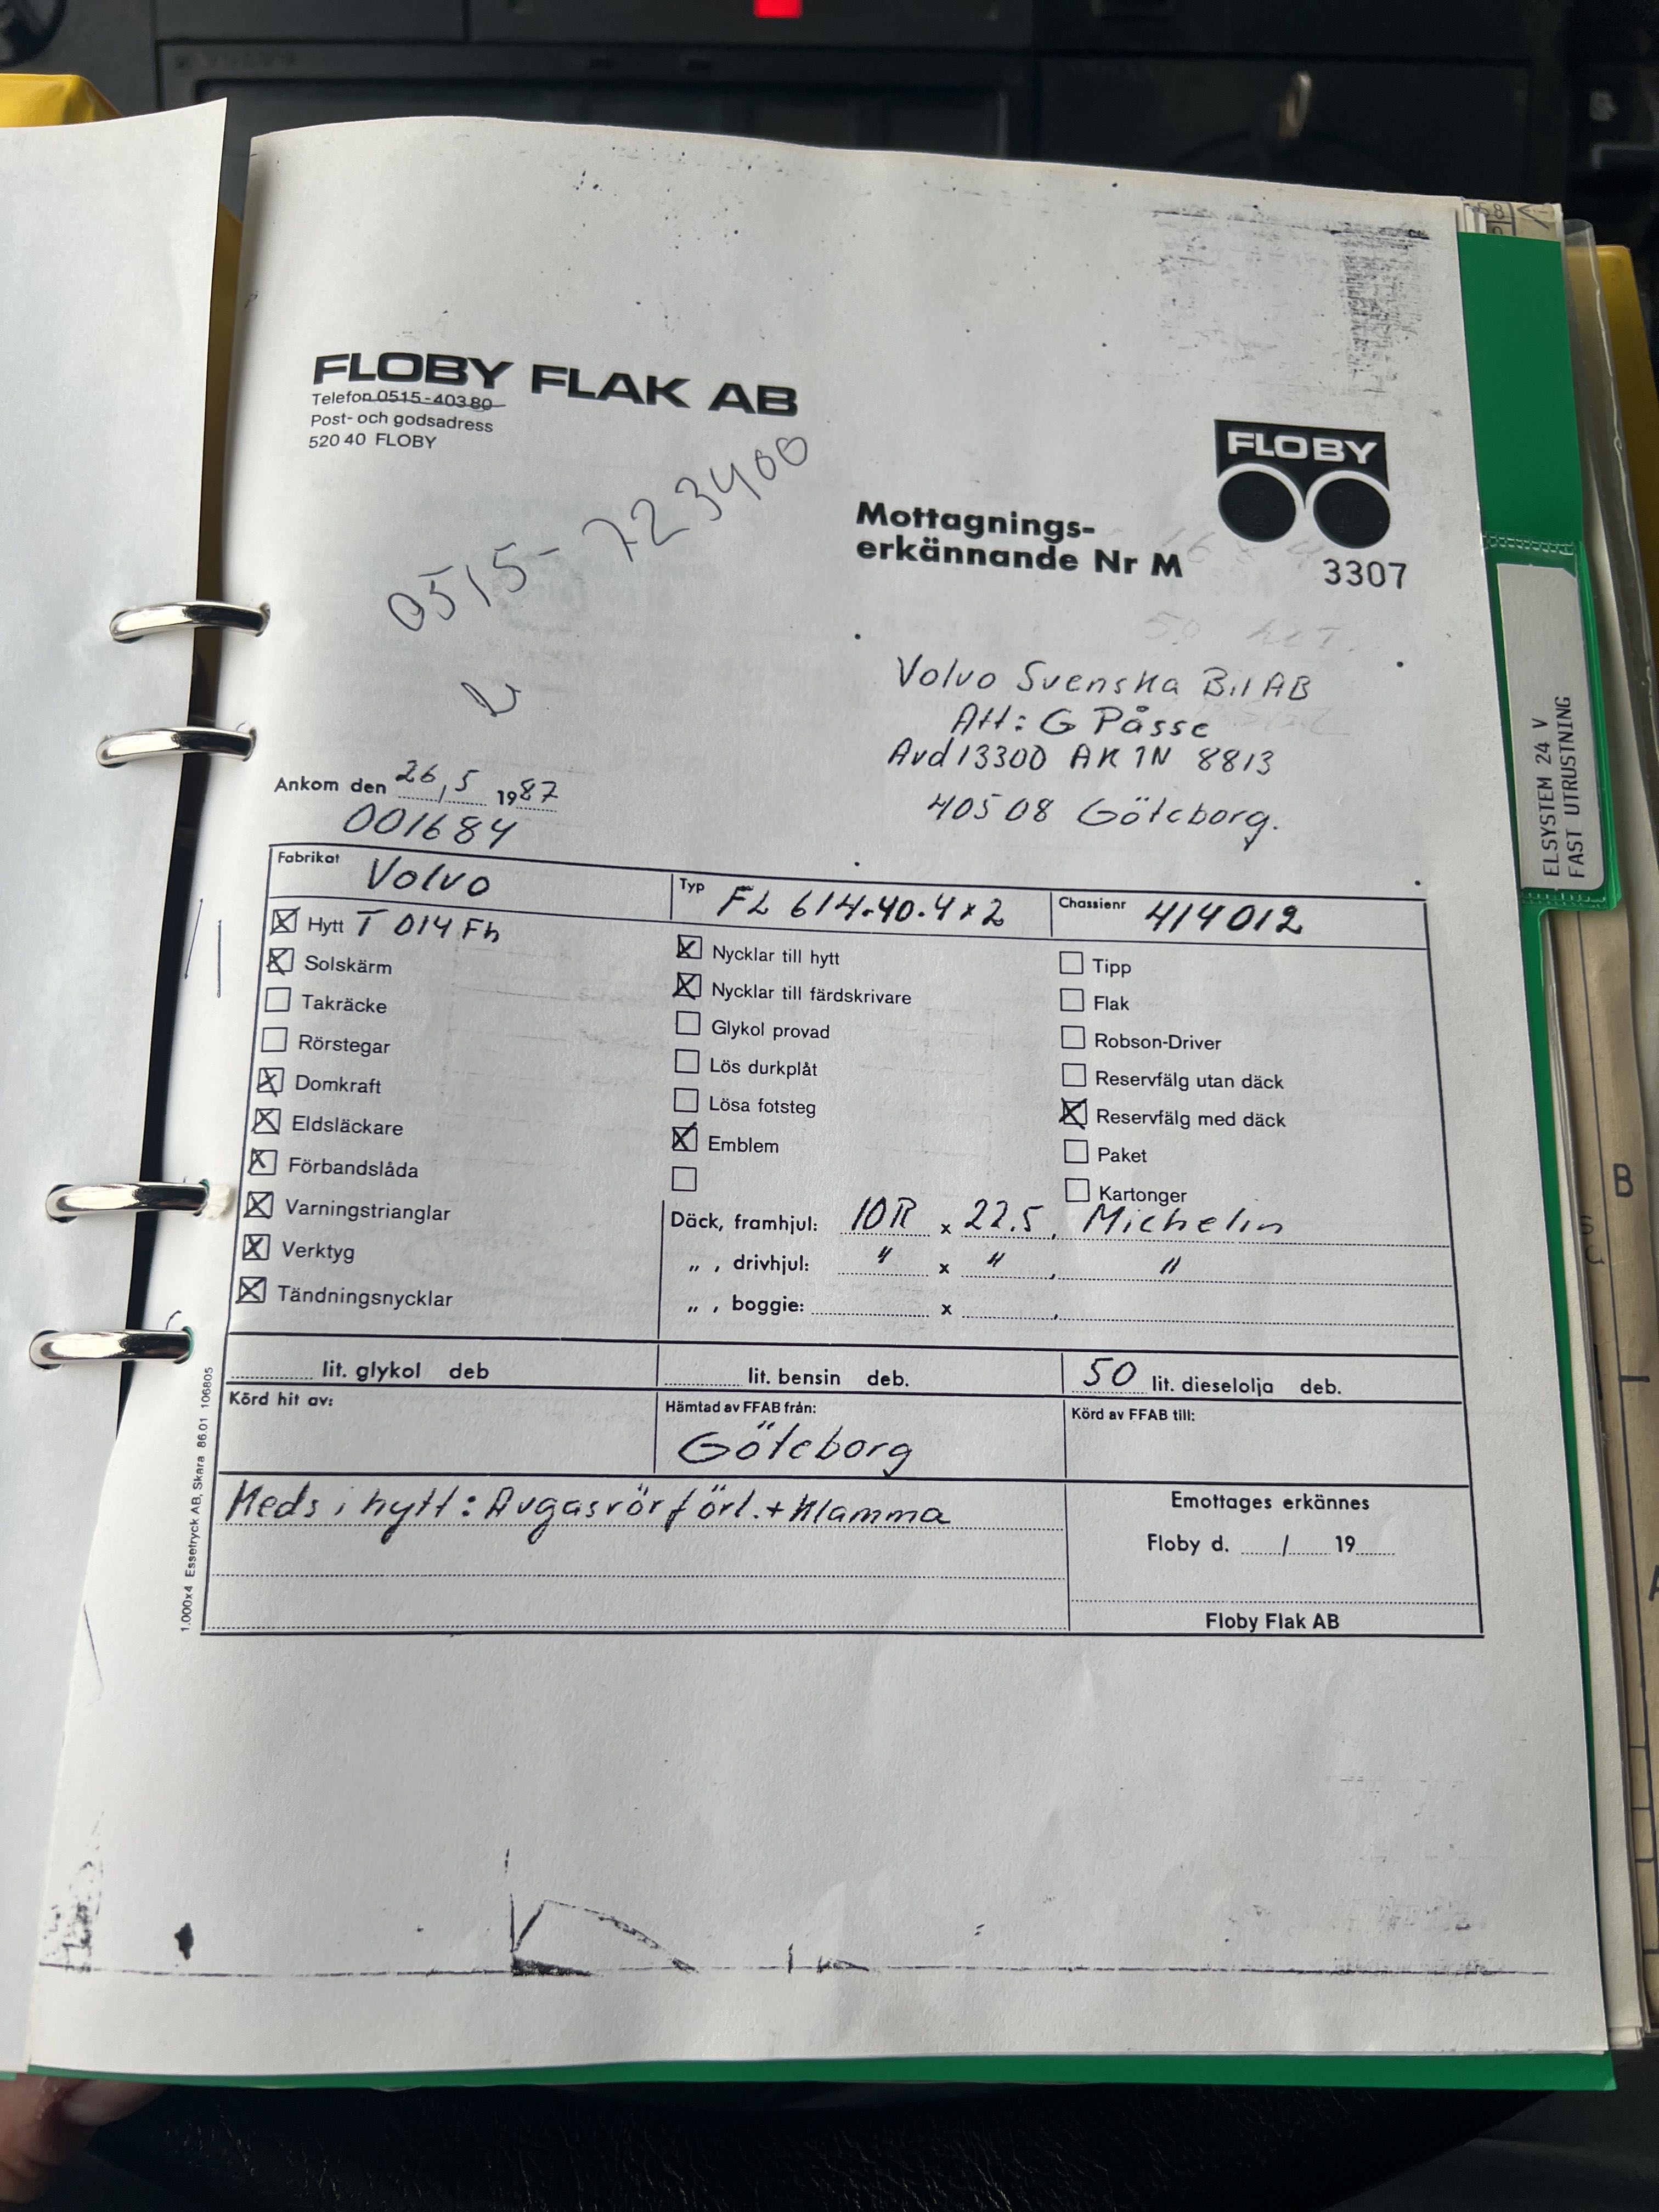 FLOBY FLAK AB
Telefon 0515-403 80
Post- och godsadress
520 40 FLOBY
0515-723400
FLOBY
Mottagnings-
erkännande Nr M
3307
Volvo Svenska Bil AB
Att: G Påsse
Avd 13300 AK 1N 8813
40508 Göteborg.
Ankom den 26,5 1987
001684
Fabrikat Volvo
Typ FL 614.40.4x2
Chassienr 414012
Hytt T 014 Fh
Solskärm
Takräcke
Rörstegar
Domkraft
Eldsläckare
Förbandslåda
Varningstrianglar
Verktyg
Tändningsnycklar
Nycklar till hytt
Nycklar till färdskrivare
Glykol provad
Lös durkplåt
Lösa fotsteg
Emblem
Tipp
Flak
Robson-Driver
Reservfälg utan däck
Reservfälg med däck
Paket
Kartonger
Däck, framhjul: 10R x 22.5, Michelin
„ , drivhjul: " x " , "
„ , boggie: x ,
lit. glykol deb
lit. bensin deb.
50 lit. dieselolja deb.
Körd hit av:
Hämtad av FFAB från:
Göteborg
Körd av FFAB till:
Meds i hytt: Avgasrör förl. + Klamma
Emottages erkännes
Floby d. / 19
Floby Flak AB
1.000x4 Essetryck AB, Skara 86.01 106805
ELSYSTEM 24 V
FAST UTRUSTNING
B